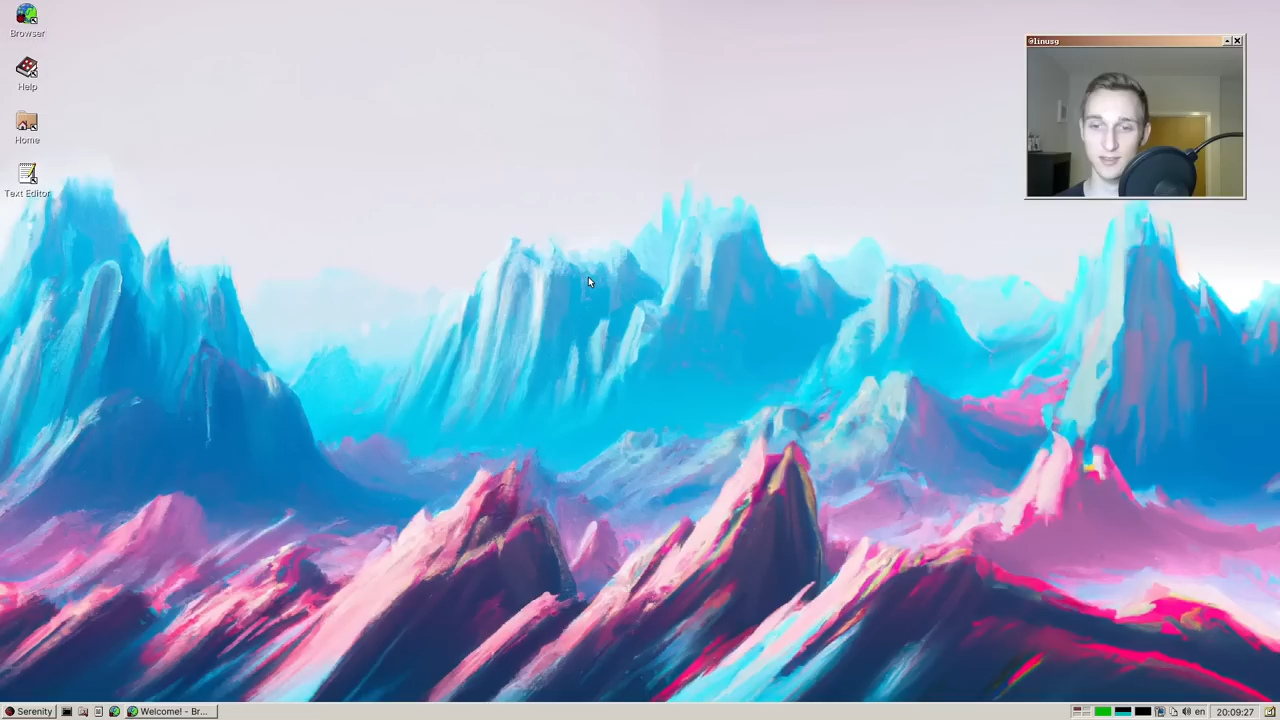 Browser
Help
Home
Text Editor
@linusg
Serenity
Welcome! - Br...
en
20:09:27